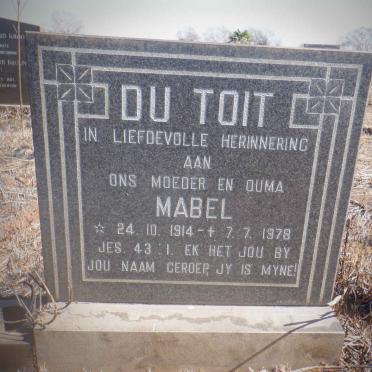 DU TOIT
IN LIEFDEVOLLE HERINNERING
AAN
ONS MOEDER EN OUMA
MABEL
☆ 24. 10. 1914 - ✝ 7. 7. 1978
JES. 43 : 1. EK HET JOU BY
JOU NAAM GEROEP, JY IS MYNE!